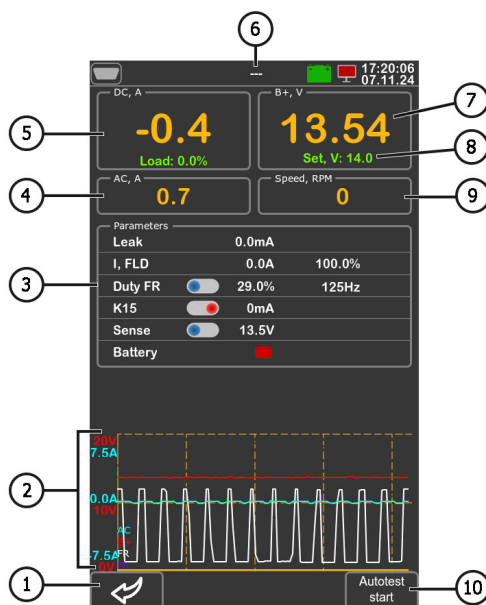 6
---
17:20:06
07.11.24
DC, A
B+, V
7
-0.4
13.54
5
Load: 0.0%
Set, V: 14.0
8
AC, A
Speed, RPM
4
0.7
0
9
Parameters
Leak 0.0mA
I, FLD 0.0A 100.0%
3
Duty FR 29.0% 125Hz
K15 0mA
Sense 13.5V
Battery
20V
7.5A
2
0.0A
10V
AC
-7.5A
FR
0V
1
Autotest
start
10